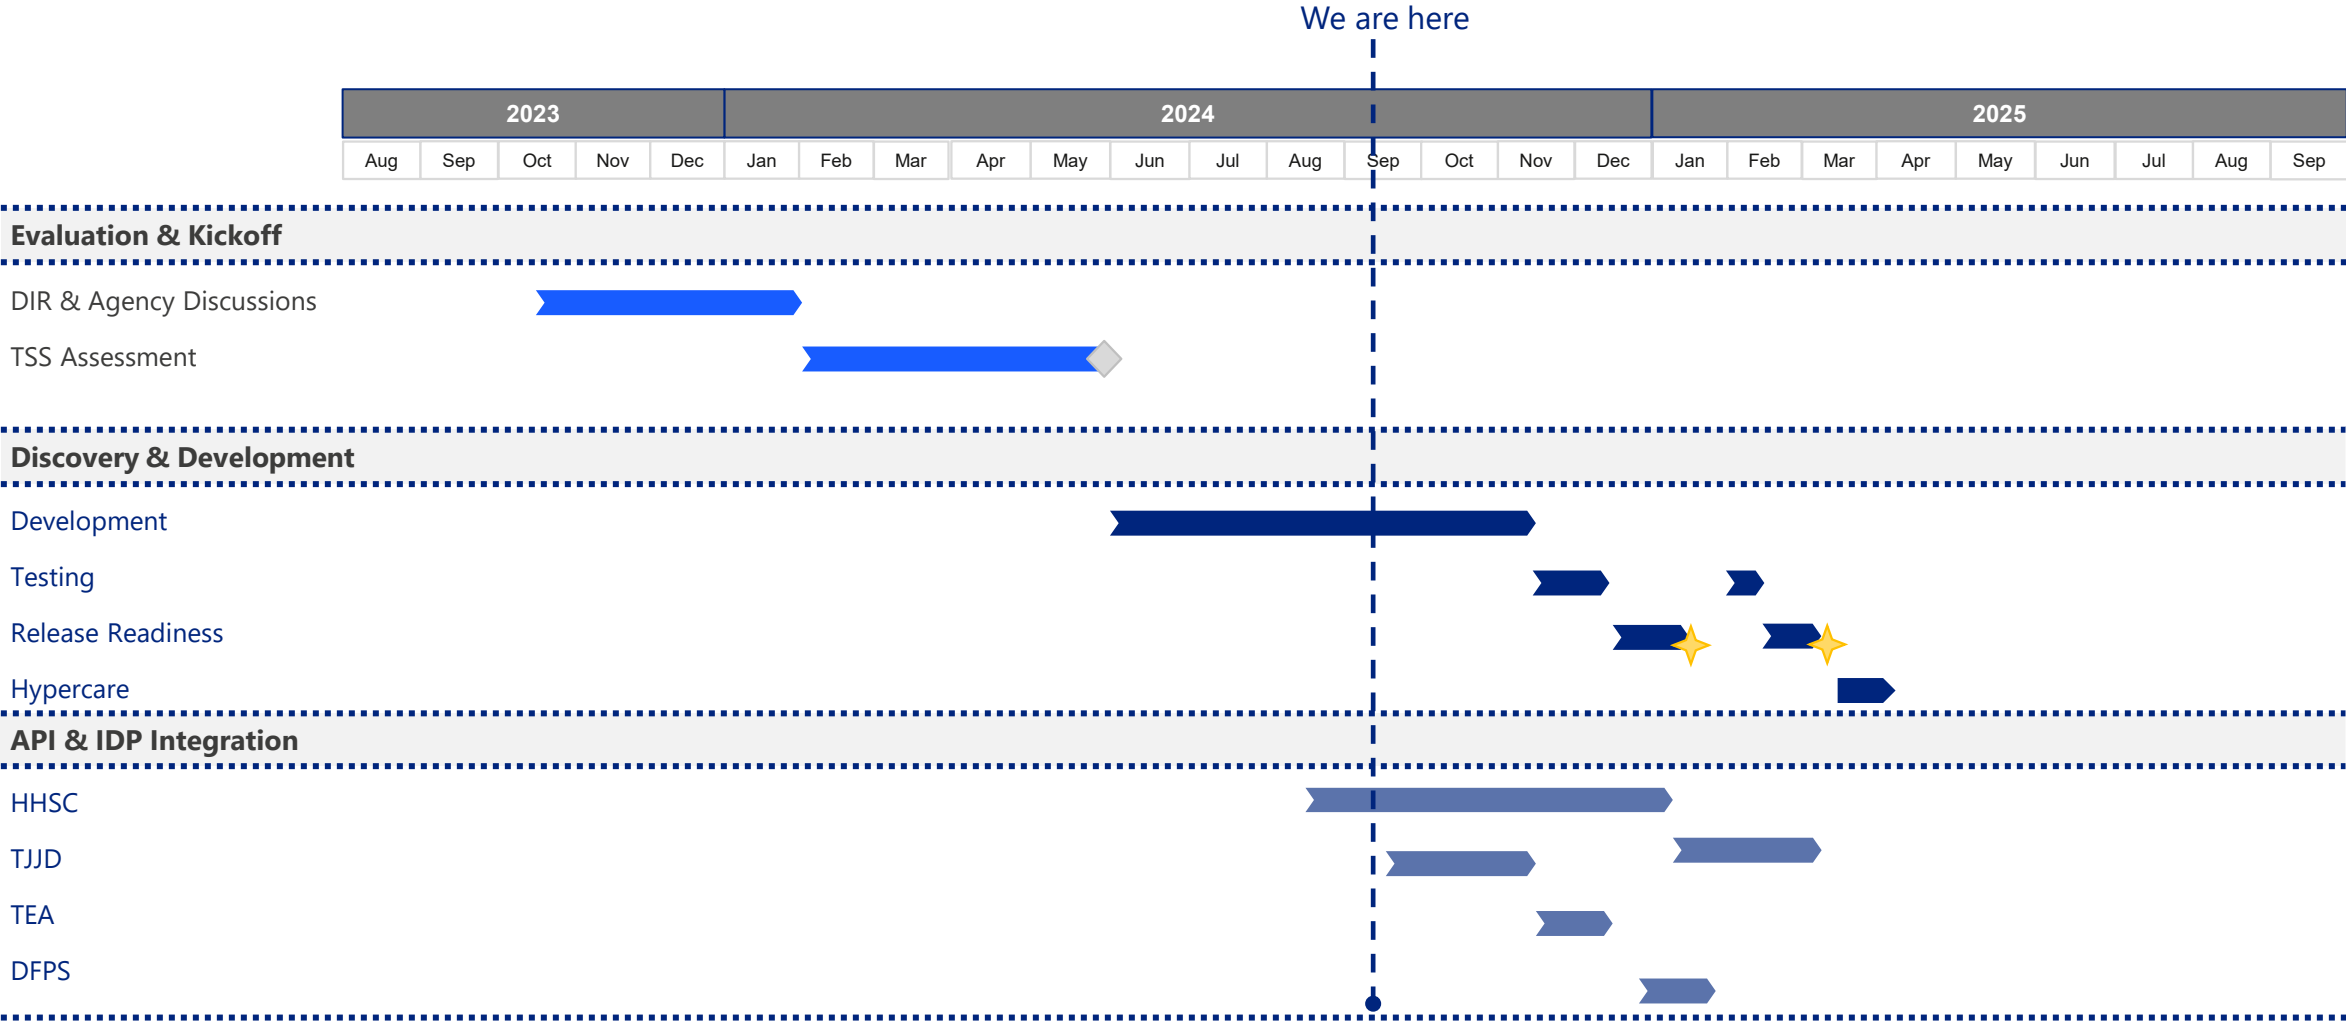 We are here
2023 2024 2025
Aug Sep Oct Nov Dec Jan Feb Mar Apr May Jun Jul Aug Sep Oct Nov Dec Jan Feb Mar Apr May Jun Jul Aug Sep
Evaluation & Kickoff
DIR & Agency Discussions
TSS Assessment
Discovery & Development
Development
Testing
Release Readiness
Hypercare
API & IDP Integration
HHSC
TJJD
TEA
DFPS